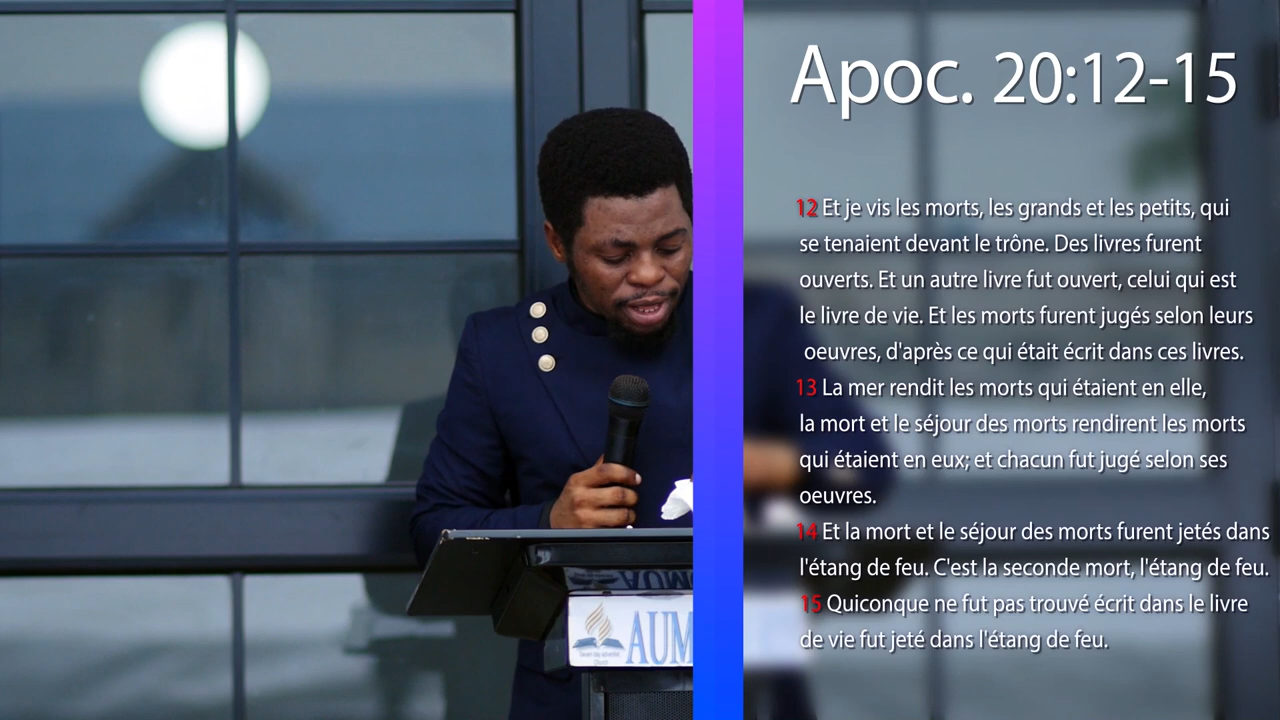 Apoc. 20:12-15
12 Et je vis les morts, les grands et les petits, qui
se tenaient devant le trône. Des livres furent
ouverts. Et un autre livre fut ouvert, celui qui est
le livre de vie. Et les morts furent jugés selon leurs
oeuvres, d'après ce qui était écrit dans ces livres.
13 La mer rendit les morts qui étaient en elle,
la mort et le séjour des morts rendirent les morts
qui étaient en eux; et chacun fut jugé selon ses
oeuvres.
14 Et la mort et le séjour des morts furent jetés dans
l'étang de feu. C'est la seconde mort, l'étang de feu.
15 Quiconque ne fut pas trouvé écrit dans le livre
de vie fut jeté dans l'étang de feu.
AUM